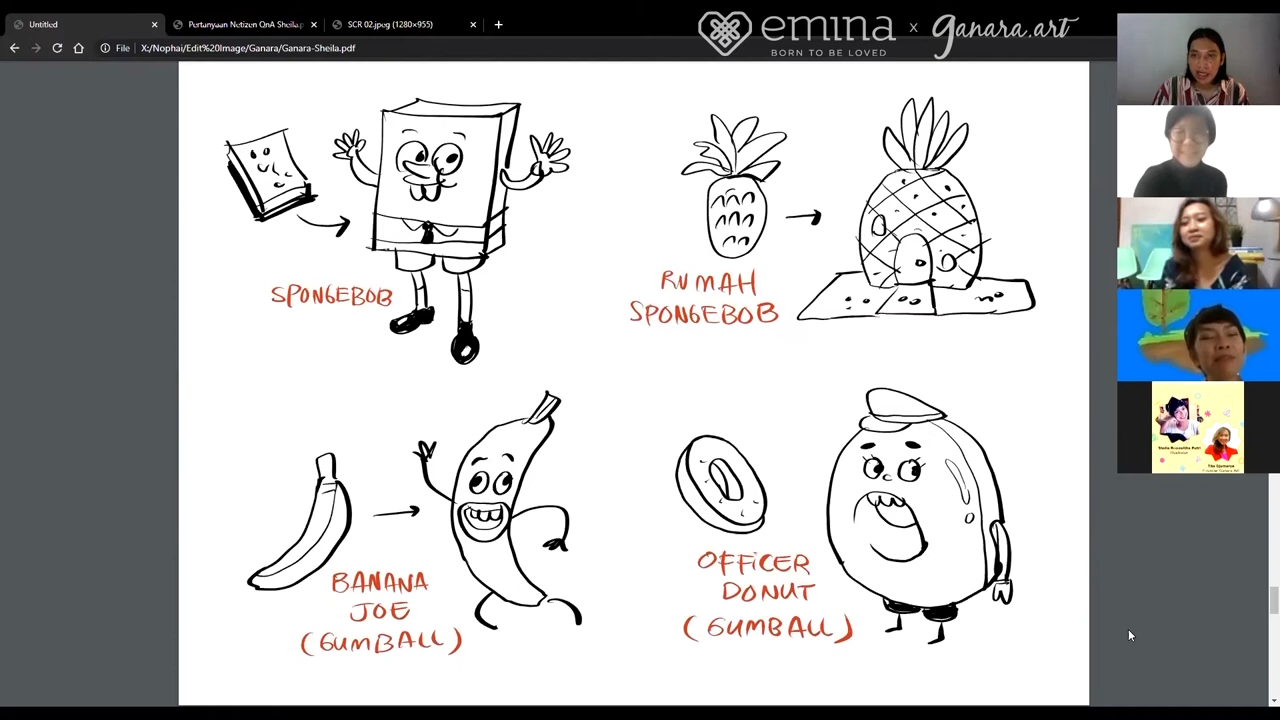 Untitled
Pertanyaan Netizen QnA Sheila.p
SCR 02.jpeg (1280×955)
File
X:/Nophai/Edit%20Image/Ganara/Ganara-Sheila.pdf
emina x ganara.art
BORN TO BE LOVED
SPONGEBOB
RUMAH
SPONGEBOB
BANANA
JOE
(GUMBALL)
OFFICER
DONUT
(GUMBALL)